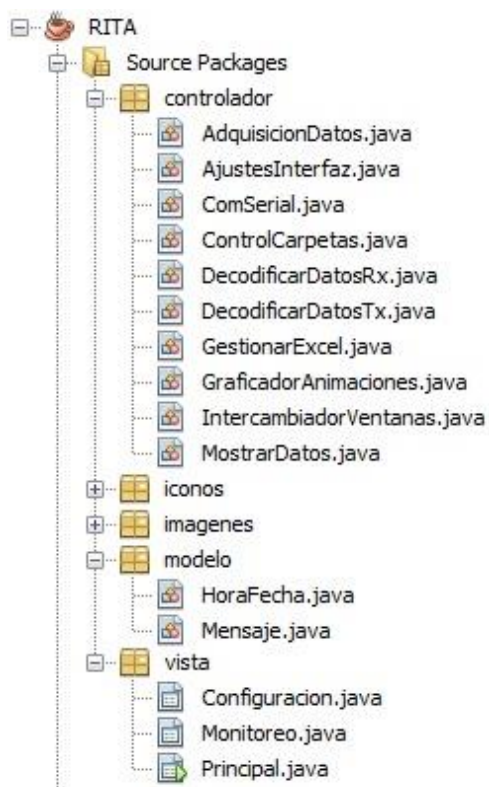 RITA
Source Packages
controlador
AdquisicionDatos.java
AjustesInterfaz.java
ComSerial.java
ControlCarpetas.java
DecodificarDatosRx.java
DecodificarDatosTx.java
GestionarExcel.java
GraficadorAnimaciones.java
IntercambiadorVentanas.java
MostrarDatos.java
iconos
imagenes
modelo
HoraFecha.java
Mensaje.java
vista
Configuracion.java
Monitoreo.java
Principal.java